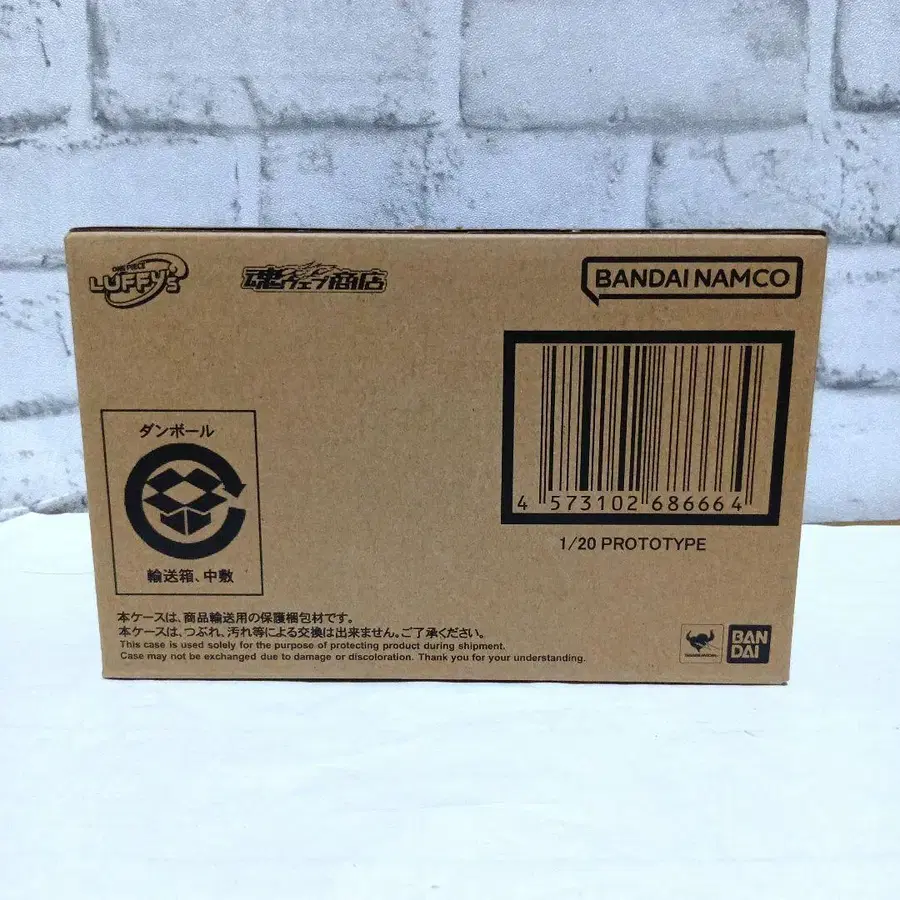 ONE PIECE
LUFFY's
魂ウェブ商店
BANDAI NAMCO
4 573102 686664
1/20 PROTOTYPE
ダンボール
輸送箱、中敷
本ケースは、商品輸送用の保護梱包材です。
本ケースは、つぶれ、汚れ等による交換は出来ません。ご了承ください。
This case is used solely for the purpose of protecting product during shipment.
Case may not be exchanged due to damage or discoloration. Thank you for your understanding.
BAN
DAI